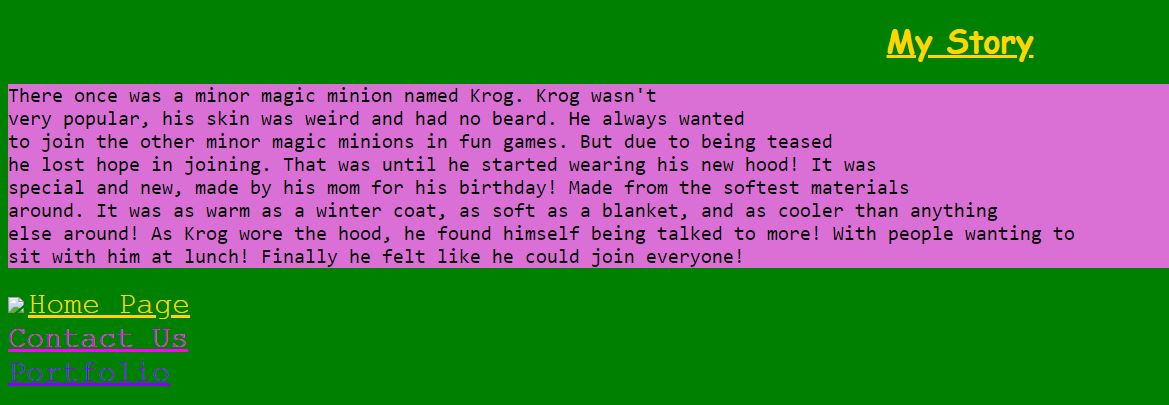 My Story
There once was a minor magic minion named Krog. Krog wasn't
very popular, his skin was weird and had no beard. He always wanted
to join the other minor magic minions in fun games. But due to being teased
he lost hope in joining. That was until he started wearing his new hood! It was
special and new, made by his mom for his birthday! Made from the softest materials
around. It was as warm as a winter coat, as soft as a blanket, and as cooler than anything
else around! As Krog wore the hood, he found himself being talked to more! With people wanting to
sit with him at lunch! Finally he felt like he could join everyone!
Home Page
Contact Us
Portfolio